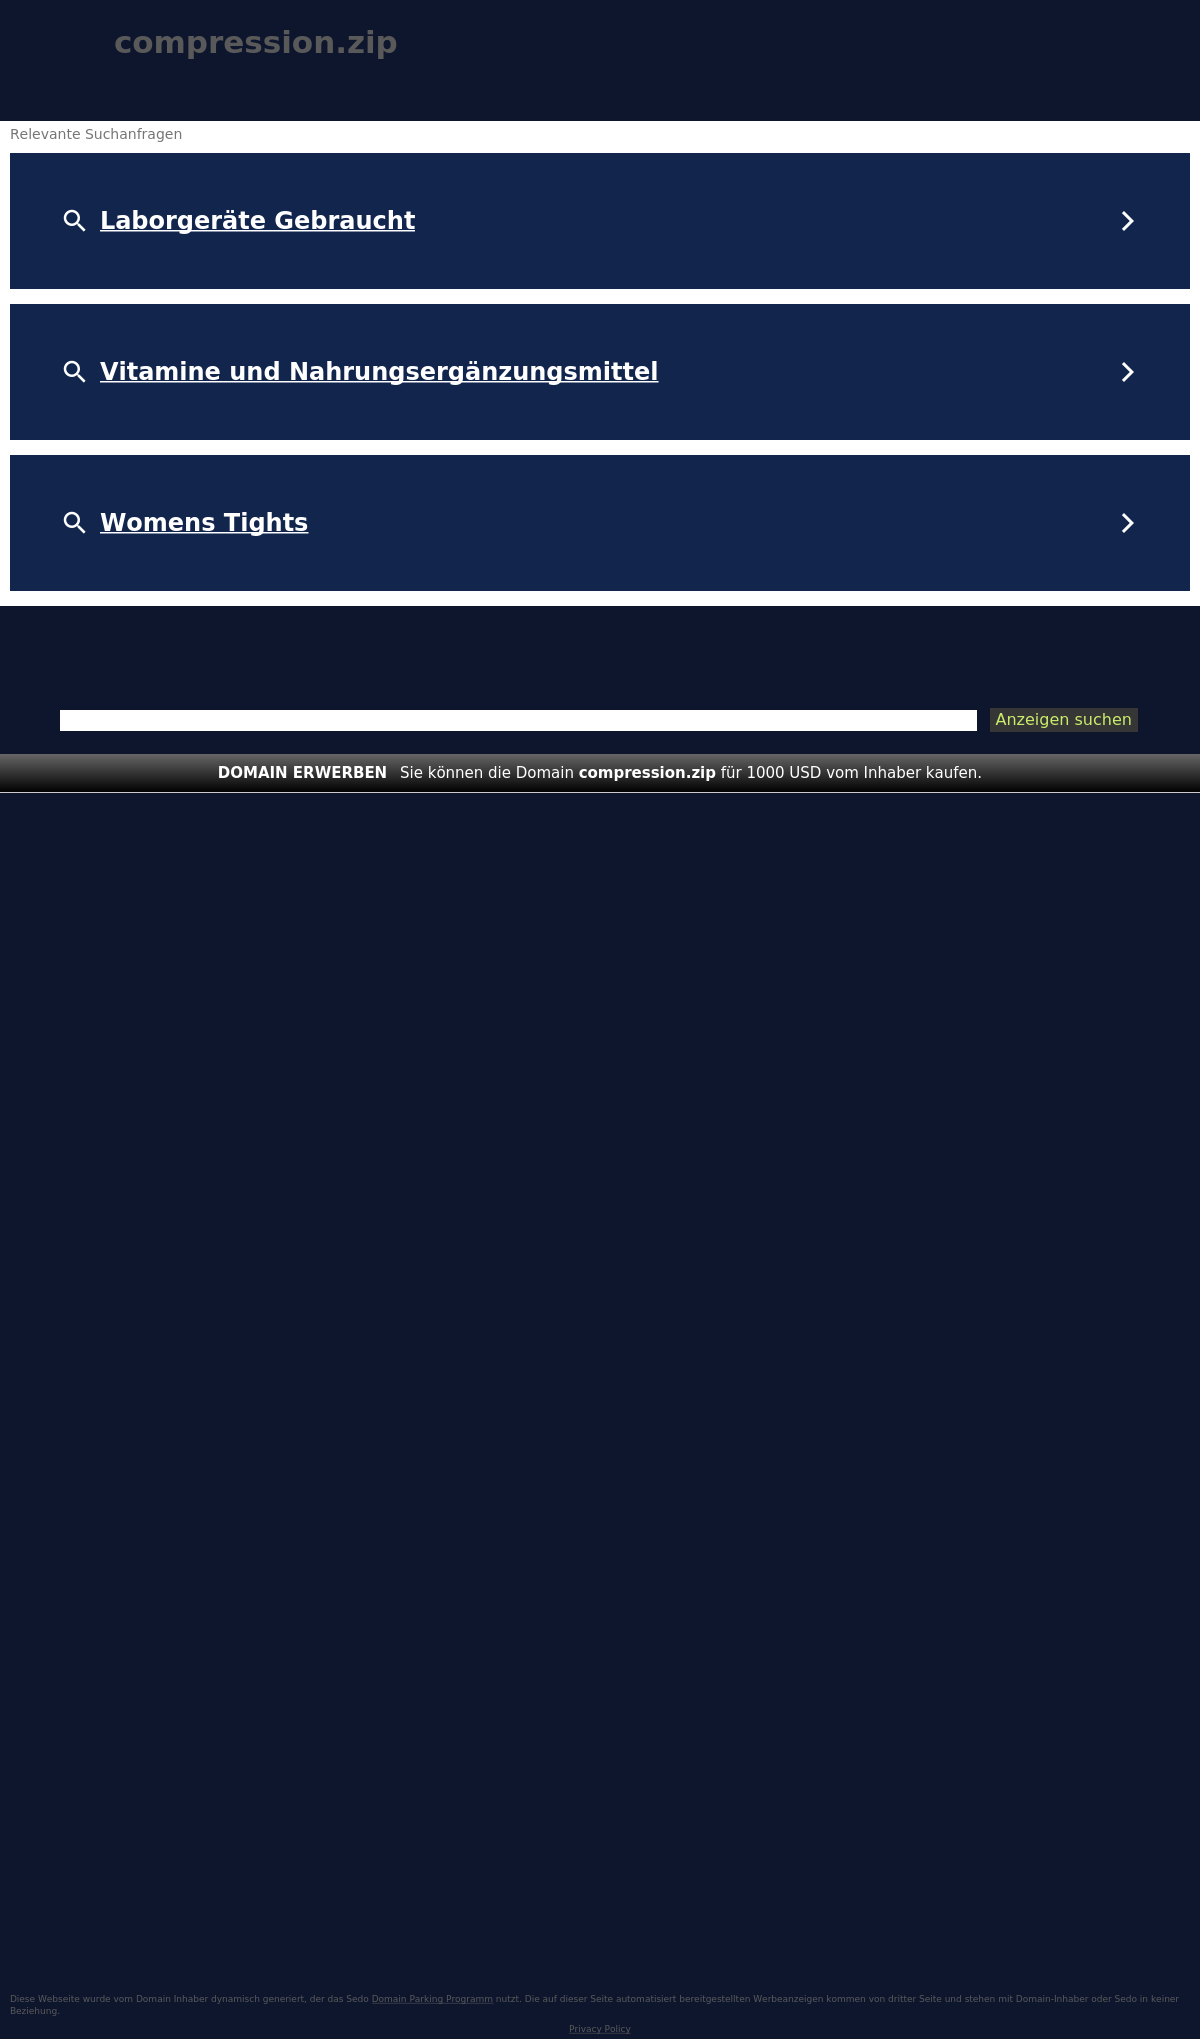 compression.zip
Relevante Suchanfragen
Laborgeräte Gebraucht
Vitamine und Nahrungsergänzungsmittel
Womens Tights
Anzeigen suchen
DOMAIN ERWERBEN Sie können die Domain compression.zip für 1000 USD vom Inhaber kaufen.
Diese Webseite wurde vom Domain Inhaber dynamisch generiert, der das Sedo Domain Parking Programm nutzt. Die auf dieser Seite automatisiert bereitgestellten Werbeanzeigen kommen von dritter Seite und stehen mit Domain-Inhaber oder Sedo in keiner
Beziehung.
Privacy Policy